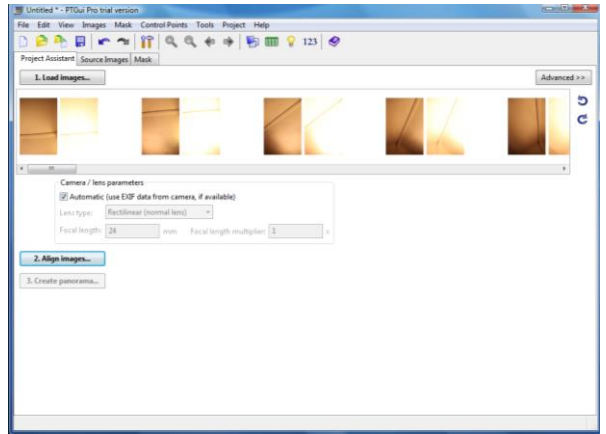 Untitled * - PTGui Pro trial version
File Edit View Images Mask Control Points Tools Project Help
123
Project Assistant Source Images Mask
1. Load images... Advanced >>
Camera / lens parameters
Automatic (use EXIF data from camera, if available)
Lens type: Rectilinear (normal lens)
Focal length: 24 mm Focal length multiplier: 1 x
2. Align images...
3. Create panorama...